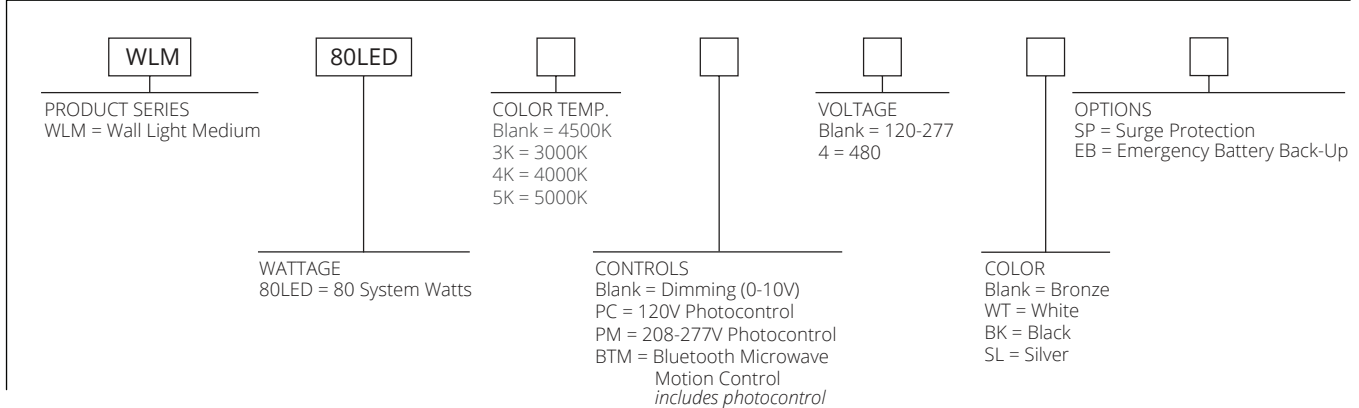 WLM
80LED
PRODUCT SERIES
WLM = Wall Light Medium
WATTAGE
80LED = 80 System Watts
COLOR TEMP.
Blank = 4500K
3K = 3000K
4K = 4000K
5K = 5000K
CONTROLS
Blank = Dimming (0-10V)
PC = 120V Photocontrol
PM = 208-277V Photocontrol
BTM = Bluetooth Microwave
Motion Control
includes photocontrol
VOLTAGE
Blank = 120-277
4 = 480
COLOR
Blank = Bronze
WT = White
BK = Black
SL = Silver
OPTIONS
SP = Surge Protection
EB = Emergency Battery Back-Up